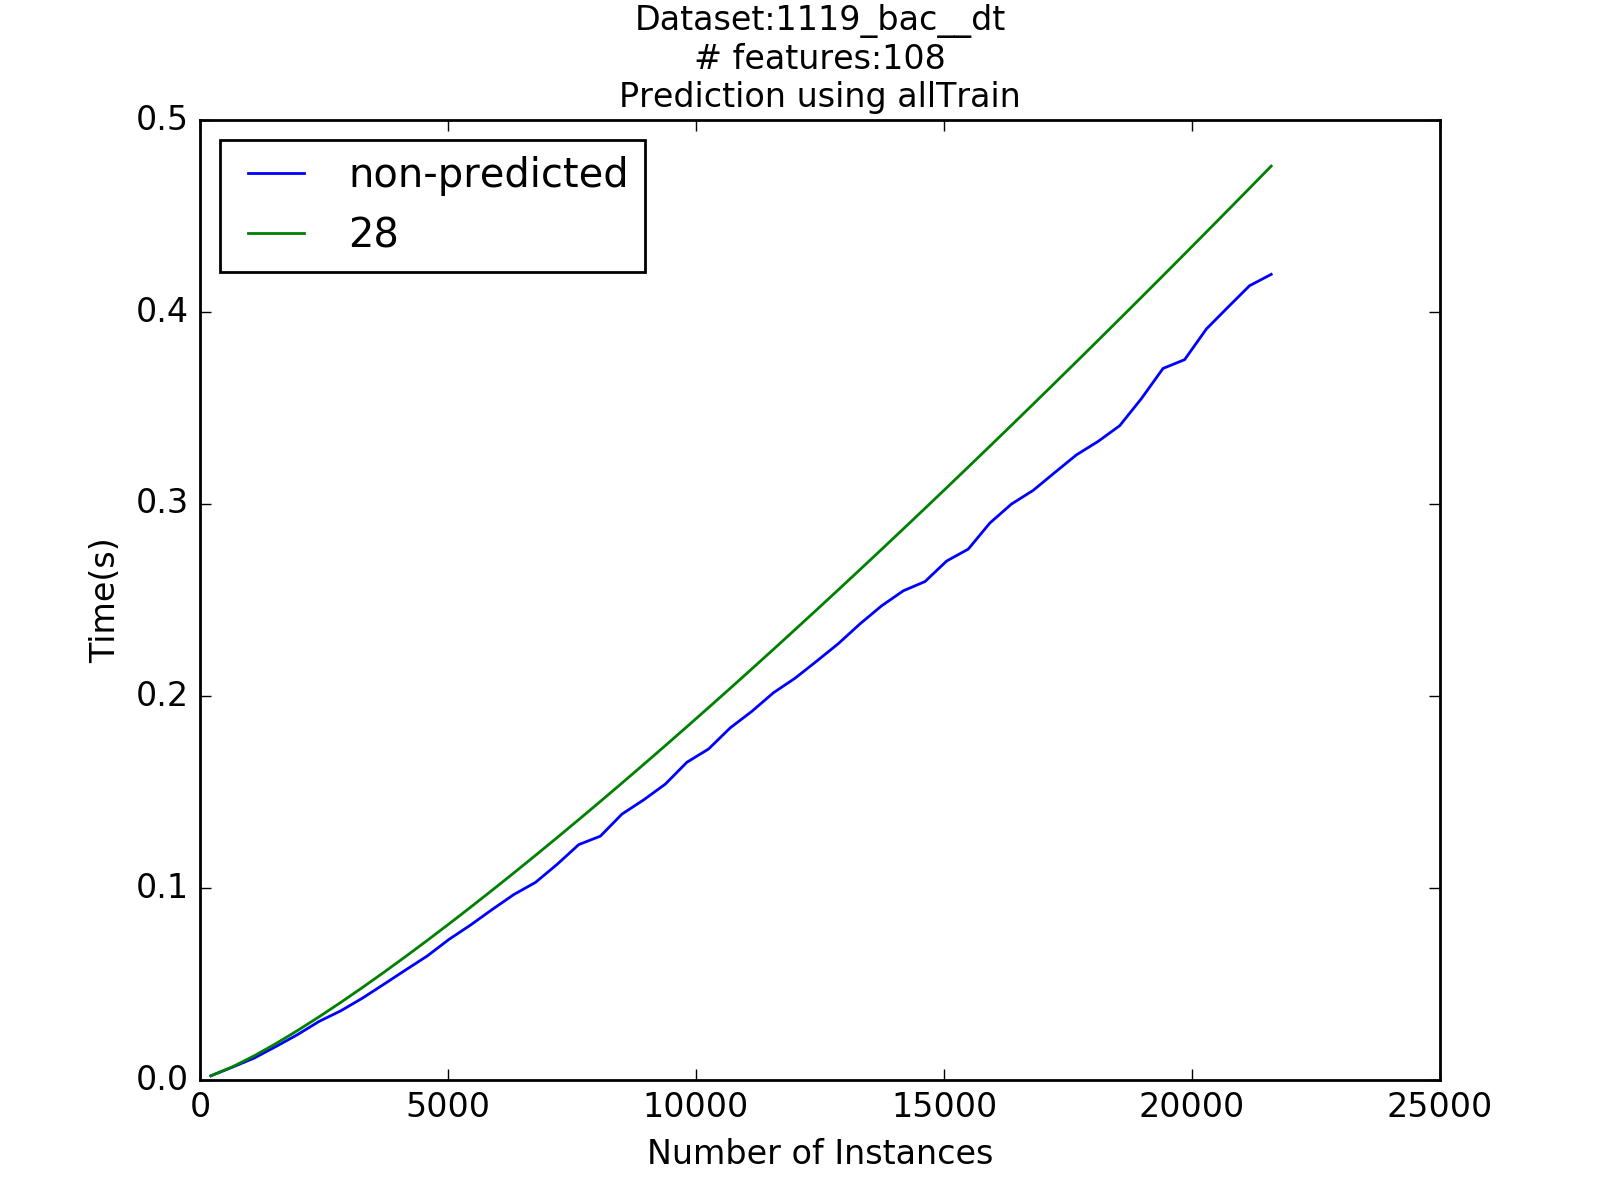 Dataset:1119_bac__dt
# features:108
Prediction using allTrain
non-predicted
28
0.5
0.4
0.3
0.2
0.1
0.0
Time(s)
0 5000 10000 15000 20000 25000
Number of Instances